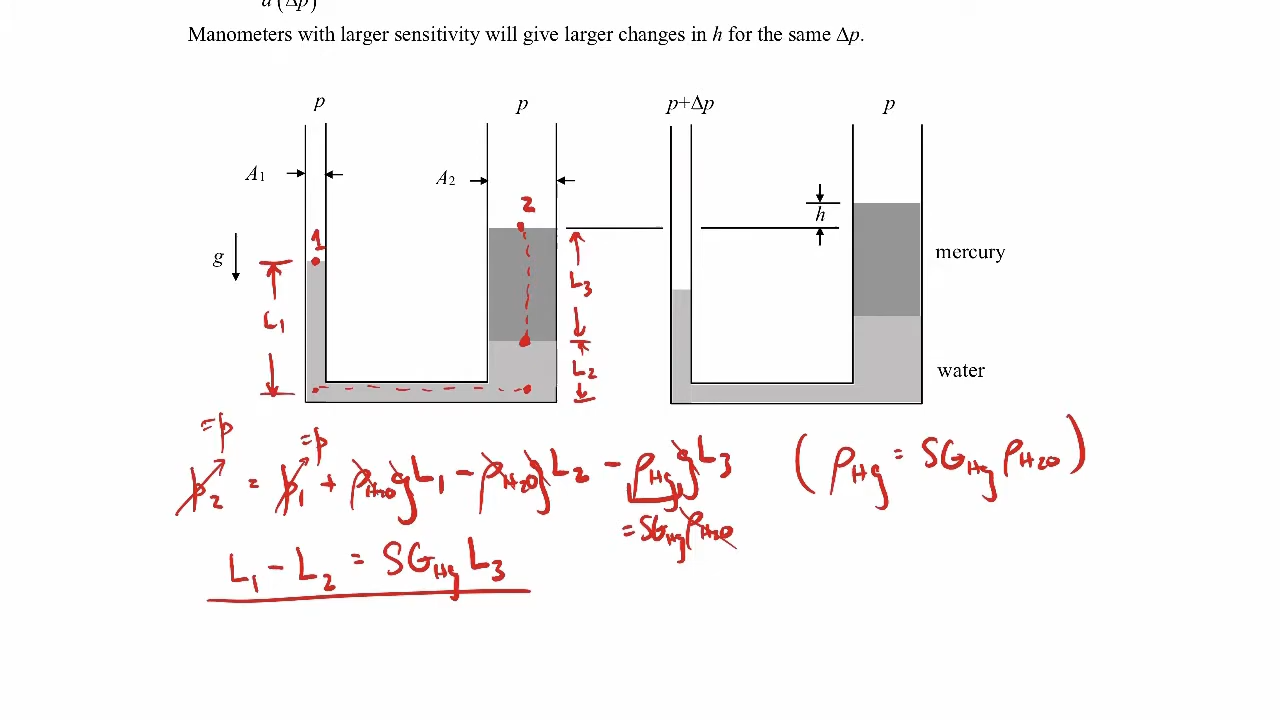 d (Δp)
Manometers with larger sensitivity will give larger changes in h for the same Δp.
p p p+Δp p
A₁ A₂
2
h
1
g L₃ mercury
L₁
L₂ water
=p =p
p₂ = p₁ + ρH₂O g L₁ − ρH₂O g L₂ − ρHg g L₃ ( ρHg = SGHg ρH₂O )
= SGHg ρH₂O
L₁ − L₂ = SGHg L₃